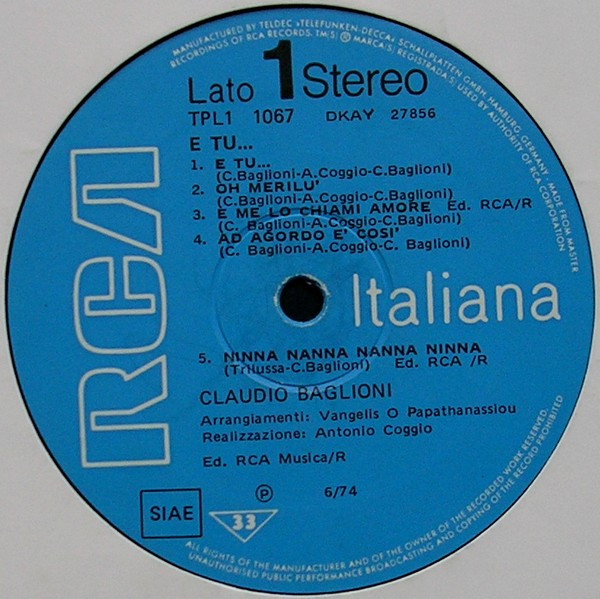 MANUFACTURED BY TELDEC »TELEFUNKEN-DECCA« SCHALLPLATTEN GMBH, HAMBURG, GERMANY · MADE FROM MASTER
RECORDINGS OF RCA RECORDS. TM(S) ® MARCA(S) REGISTRADA(S) USED BY AUTHORITY OF RCA CORPORATION
Lato 1 Stereo
TPL1 1067 DKAY 27856
E TU...
1. E TU...
(C.Baglioni-A.Coggio-C.Baglioni)
2. OH MERILU'
(C.Baglioni-A.Coggio-C.Baglioni)
3. E ME LO CHIAMI AMORE Ed. RCA/R
(C. Baglioni-A.Coggio-C.Baglioni)
4. AD AGORDO E' COSI'
(C. Baglioni-A.Coggio-C. Baglioni)
RCA
Italiana
5. NINNA NANNA NANNA NINNA
(Trilussa-C.Baglioni) Ed. RCA /R
CLAUDIO BAGLIONI
Arrangiamenti: Vangelis O Papathanassiou
Realizzazione: Antonio Coggio
Ed. RCA Musica/R
℗ 6/74
SIAE
33
ALL RIGHTS OF THE MANUFACTURER AND OF THE OWNER OF THE RECORDED WORK RESERVED.
UNAUTHORISED PUBLIC PERFORMANCE BROADCASTING AND COPYING OF THE RECORD PROHIBITED